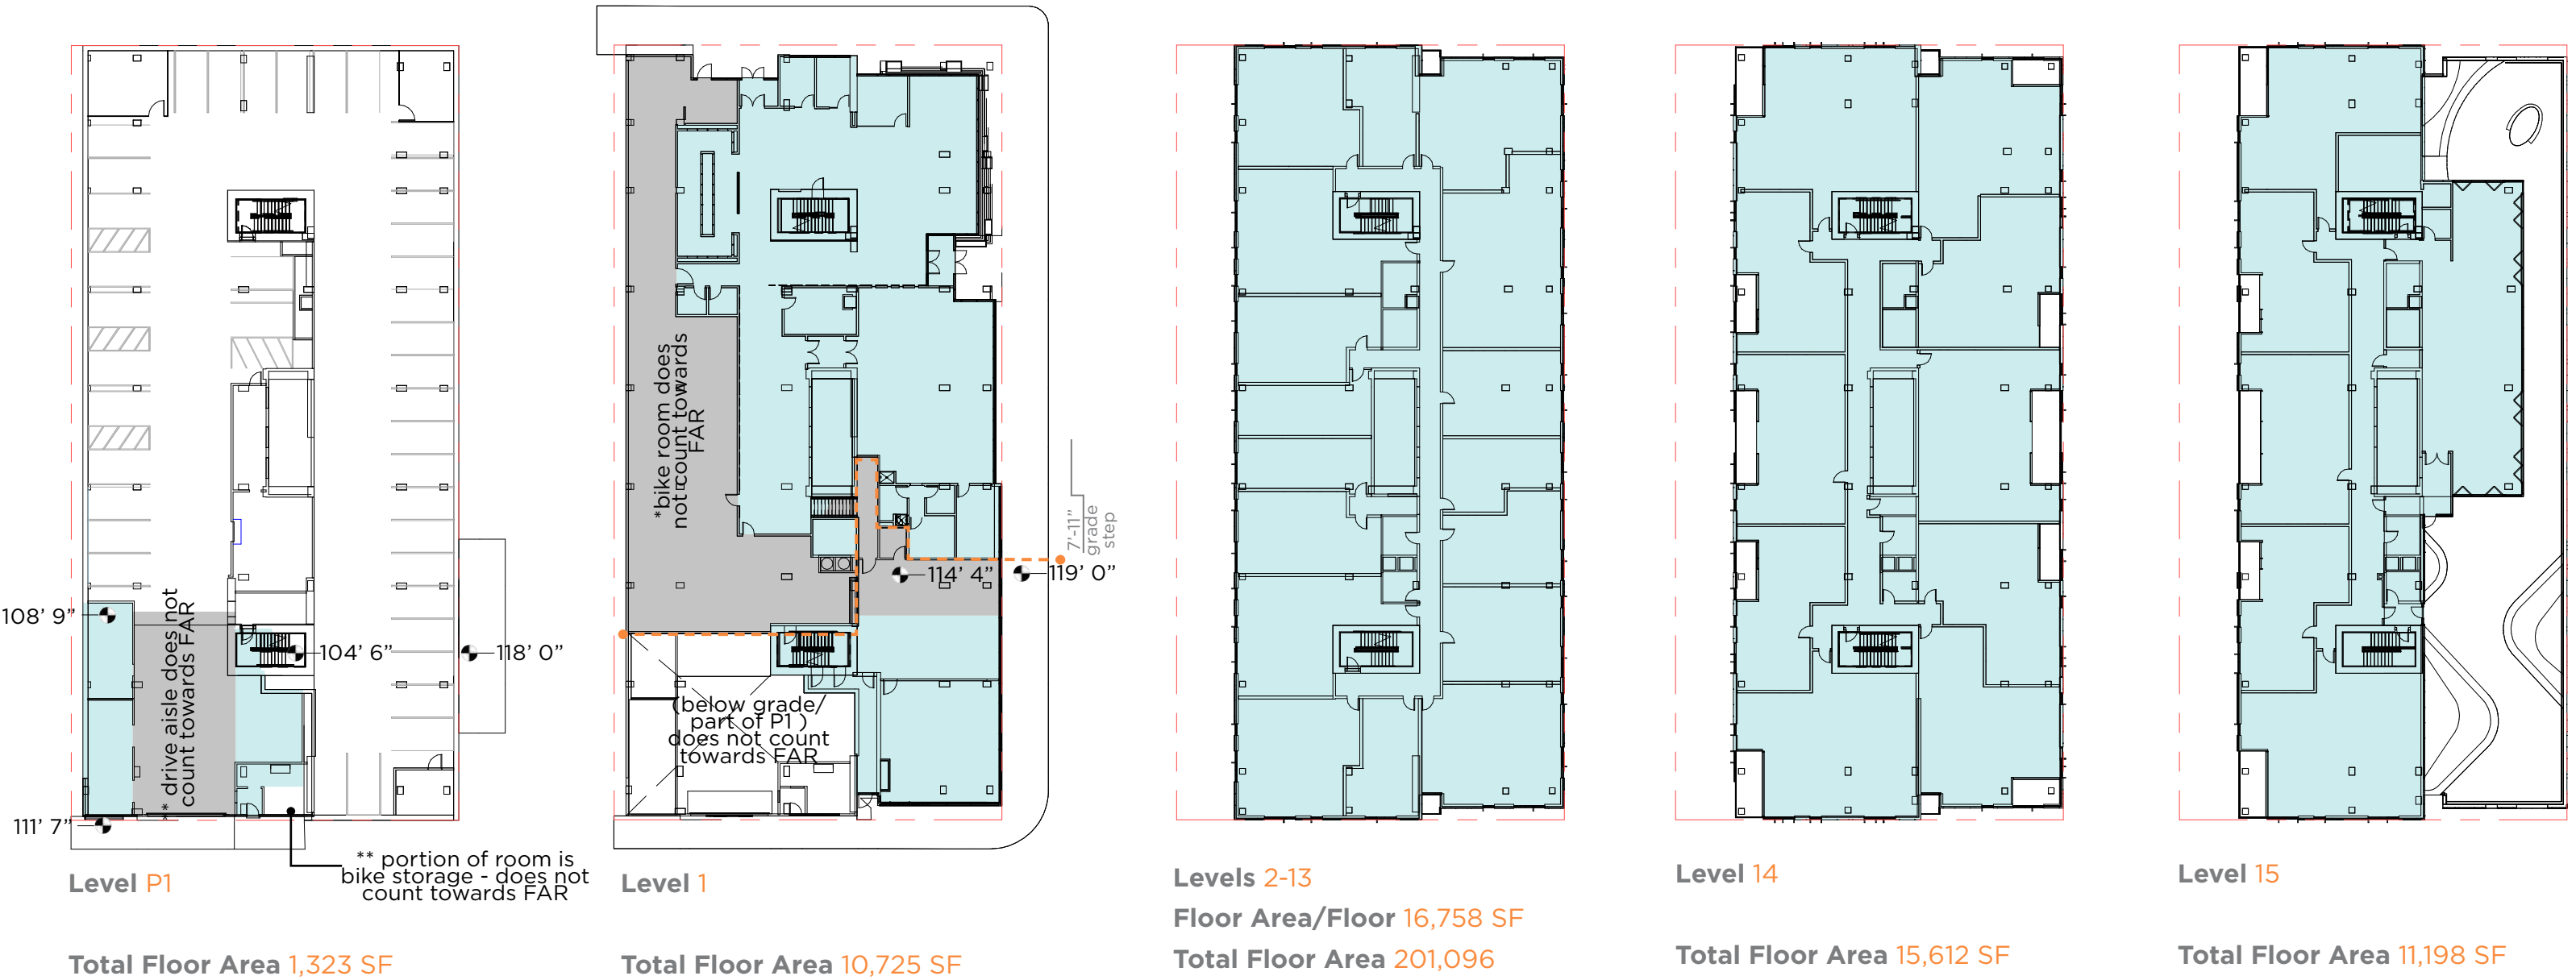 108' 9"
111' 7"
104' 6"
118' 0"
* drive aisle does not
count towards FAR
** portion of room is
bike storage - does not
count towards FAR
Level P1
Total Floor Area 1,323 SF
*bike room does
not count towards
FAR
7'-11"
grade
step
114' 4"
119' 0"
(below grade/
part of P1 )
does not count
towards FAR
Level 1
Total Floor Area 10,725 SF
Levels 2-13
Floor Area/Floor 16,758 SF
Total Floor Area 201,096
Level 14
Total Floor Area 15,612 SF
Level 15
Total Floor Area 11,198 SF